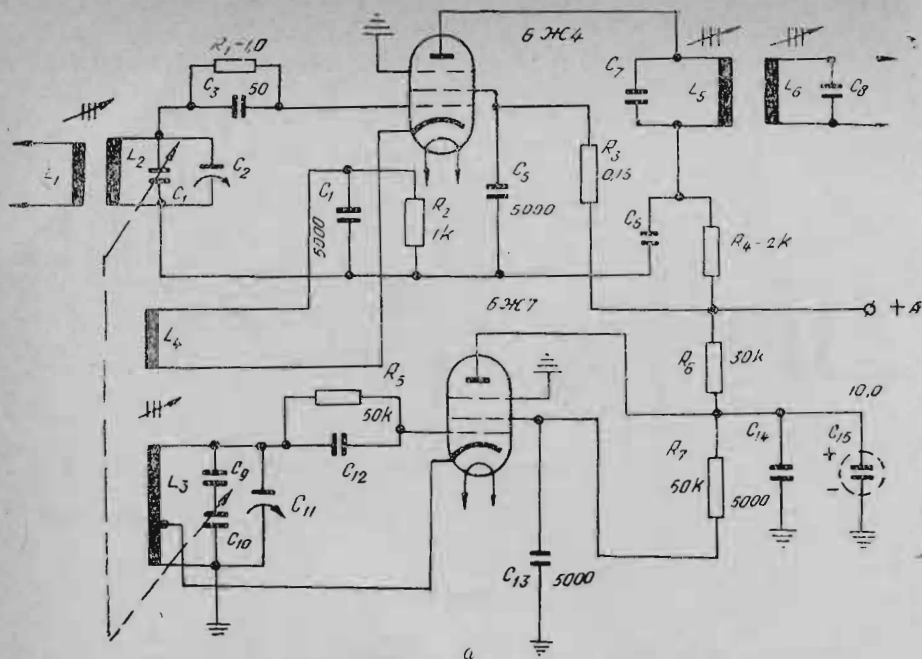 6Ж4
R₁-1,0
C₃
50
L₁
L₂
C₁
C₂
C₁
5000
R₂
1k
C₅
5000
R₃
0,15
C₇
L₅
L₆
C₈
C₅
R₄-2k
+A
L₄
6Ж7
R₅
50k
C₁₂
L₃
C₉
C₁₀
C₁₁
C₁₃
5000
R₆
30k
R₇
50k
5000
C₁₄
10,0
C₁₅
+
-
a